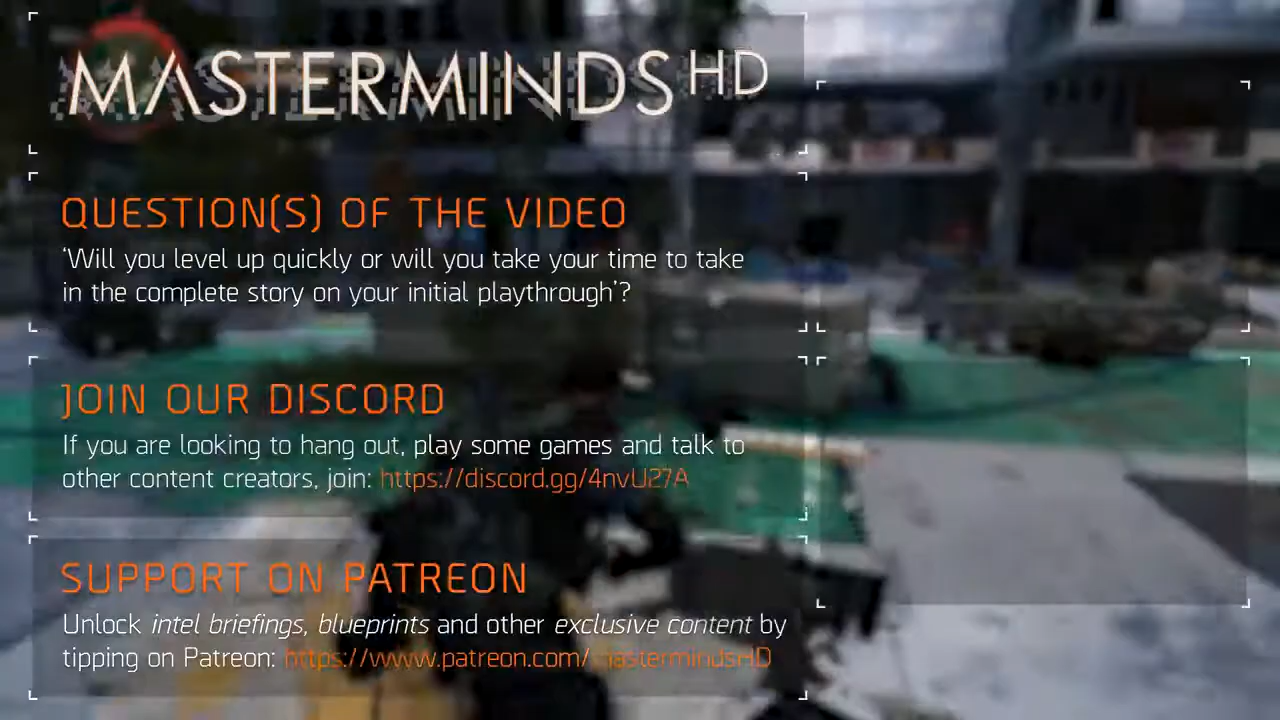 MASTERMINDS HD
QUESTION(S) OF THE VIDEO
‘Will you level up quickly or will you take your time to take
in the complete story on your initial playthrough’?
JOIN OUR DISCORD
If you are looking to hang out, play some games and talk to
other content creators, join: https://discord.gg/4nvU27A
SUPPORT ON PATREON
Unlock intel briefings, blueprints and other exclusive content by
tipping on Patreon: https://www.patreon.com/mastermindsHD